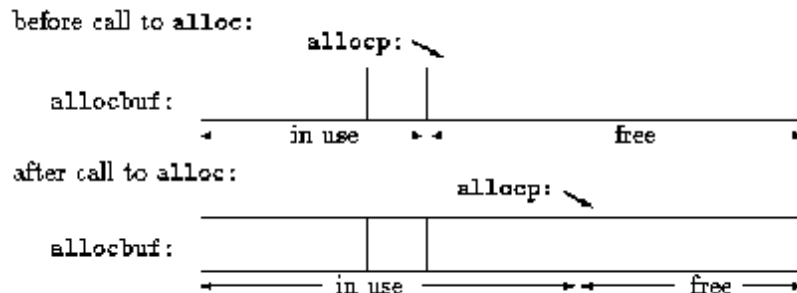 before call to alloc:
allocp:
allocbuf:
in use free
after call to alloc:
allocp:
allocbuf:
in use free